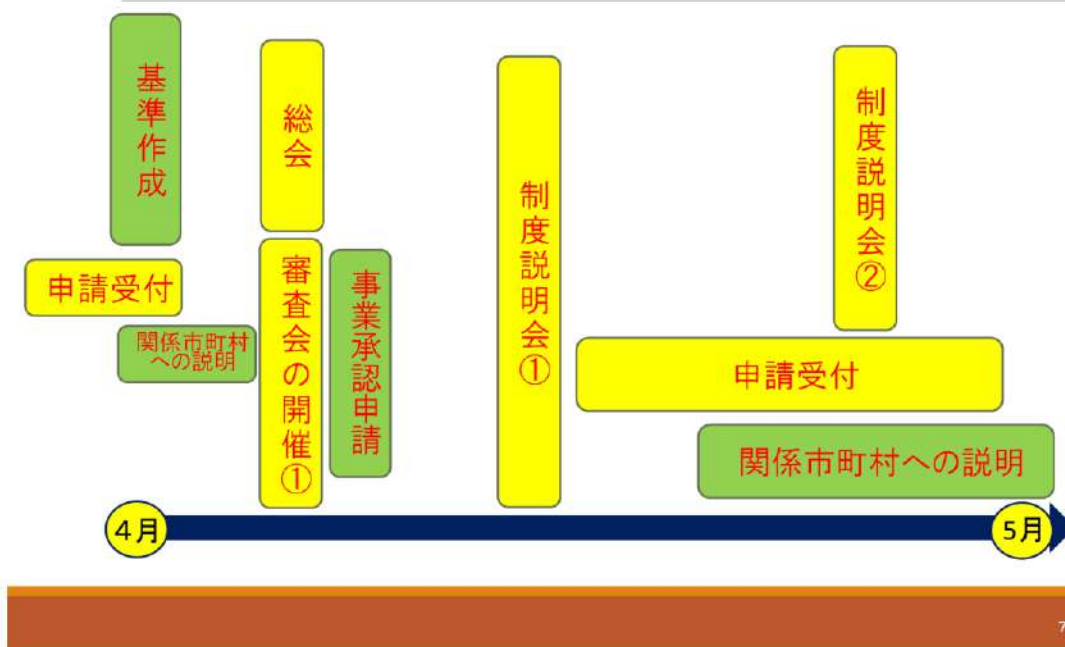 基準作成
総会
制度説明会①
制度説明会②
申請受付
関係市町村
への説明
審査会の開催①
事業承認申請
申請受付
関係市町村への説明
4月
5月
7